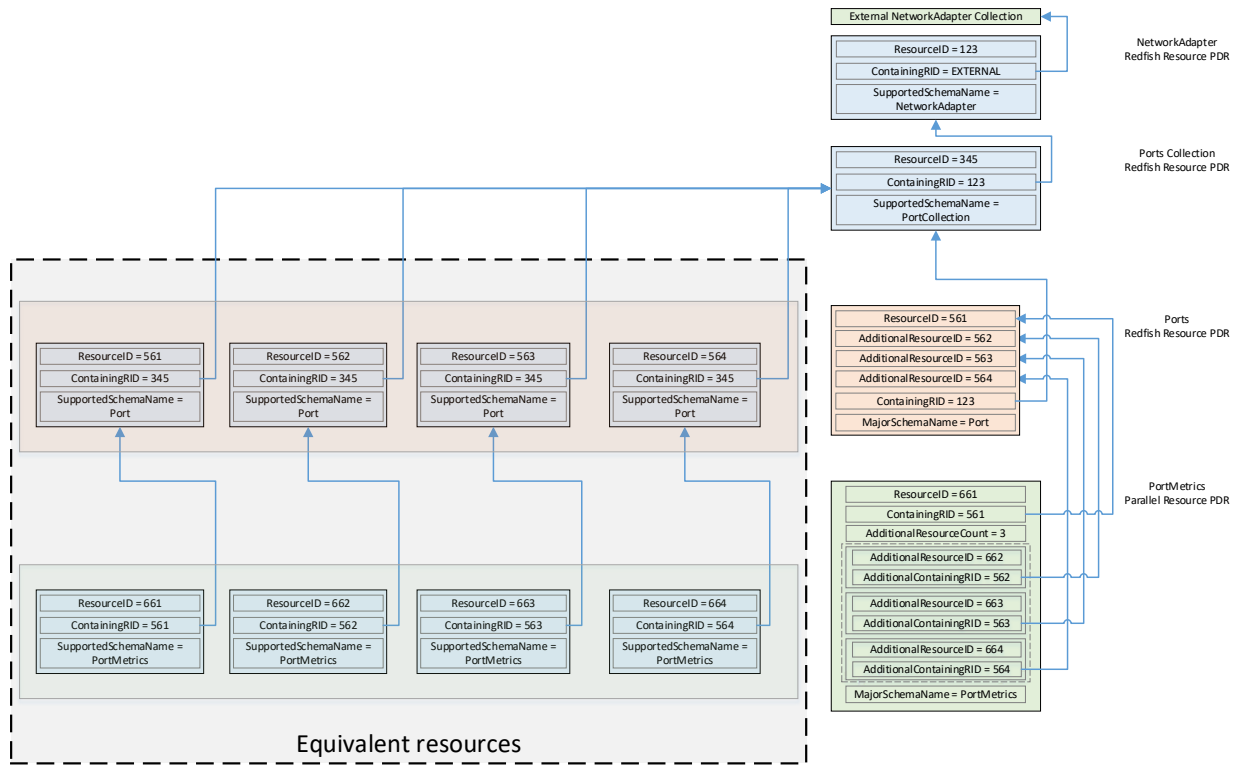 External NetworkAdapter Collection
ResourceID = 123
ContainingRID = EXTERNAL
SupportedSchemaName =
NetworkAdapter
NetworkAdapter
Redfish Resource PDR
ResourceID = 345
ContainingRID = 123
SupportedSchemaName =
PortCollection
Ports Collection
Redfish Resource PDR
ResourceID = 561
ContainingRID = 345
SupportedSchemaName =
Port
ResourceID = 562
ContainingRID = 345
SupportedSchemaName =
Port
ResourceID = 563
ContainingRID = 345
SupportedSchemaName =
Port
ResourceID = 564
ContainingRID = 345
SupportedSchemaName =
Port
ResourceID = 561
AdditionalResourceID = 562
AdditionalResourceID = 563
AdditionalResourceID = 564
ContainingRID = 123
MajorSchemaName = Port
Ports
Redfish Resource PDR
ResourceID = 661
ContainingRID = 561
SupportedSchemaName =
PortMetrics
ResourceID = 662
ContainingRID = 562
SupportedSchemaName =
PortMetrics
ResourceID = 663
ContainingRID = 563
SupportedSchemaName =
PortMetrics
ResourceID = 664
ContainingRID = 564
SupportedSchemaName =
PortMetrics
ResourceID = 661
ContainingRID = 561
AdditionalResourceCount = 3
AdditionalResourceID = 662
AdditionalContainingRID = 562
AdditionalResourceID = 663
AdditionalContainingRID = 563
AdditionalResourceID = 664
AdditionalContainingRID = 564
MajorSchemaName = PortMetrics
PortMetrics
Parallel Resource PDR
Equivalent resources